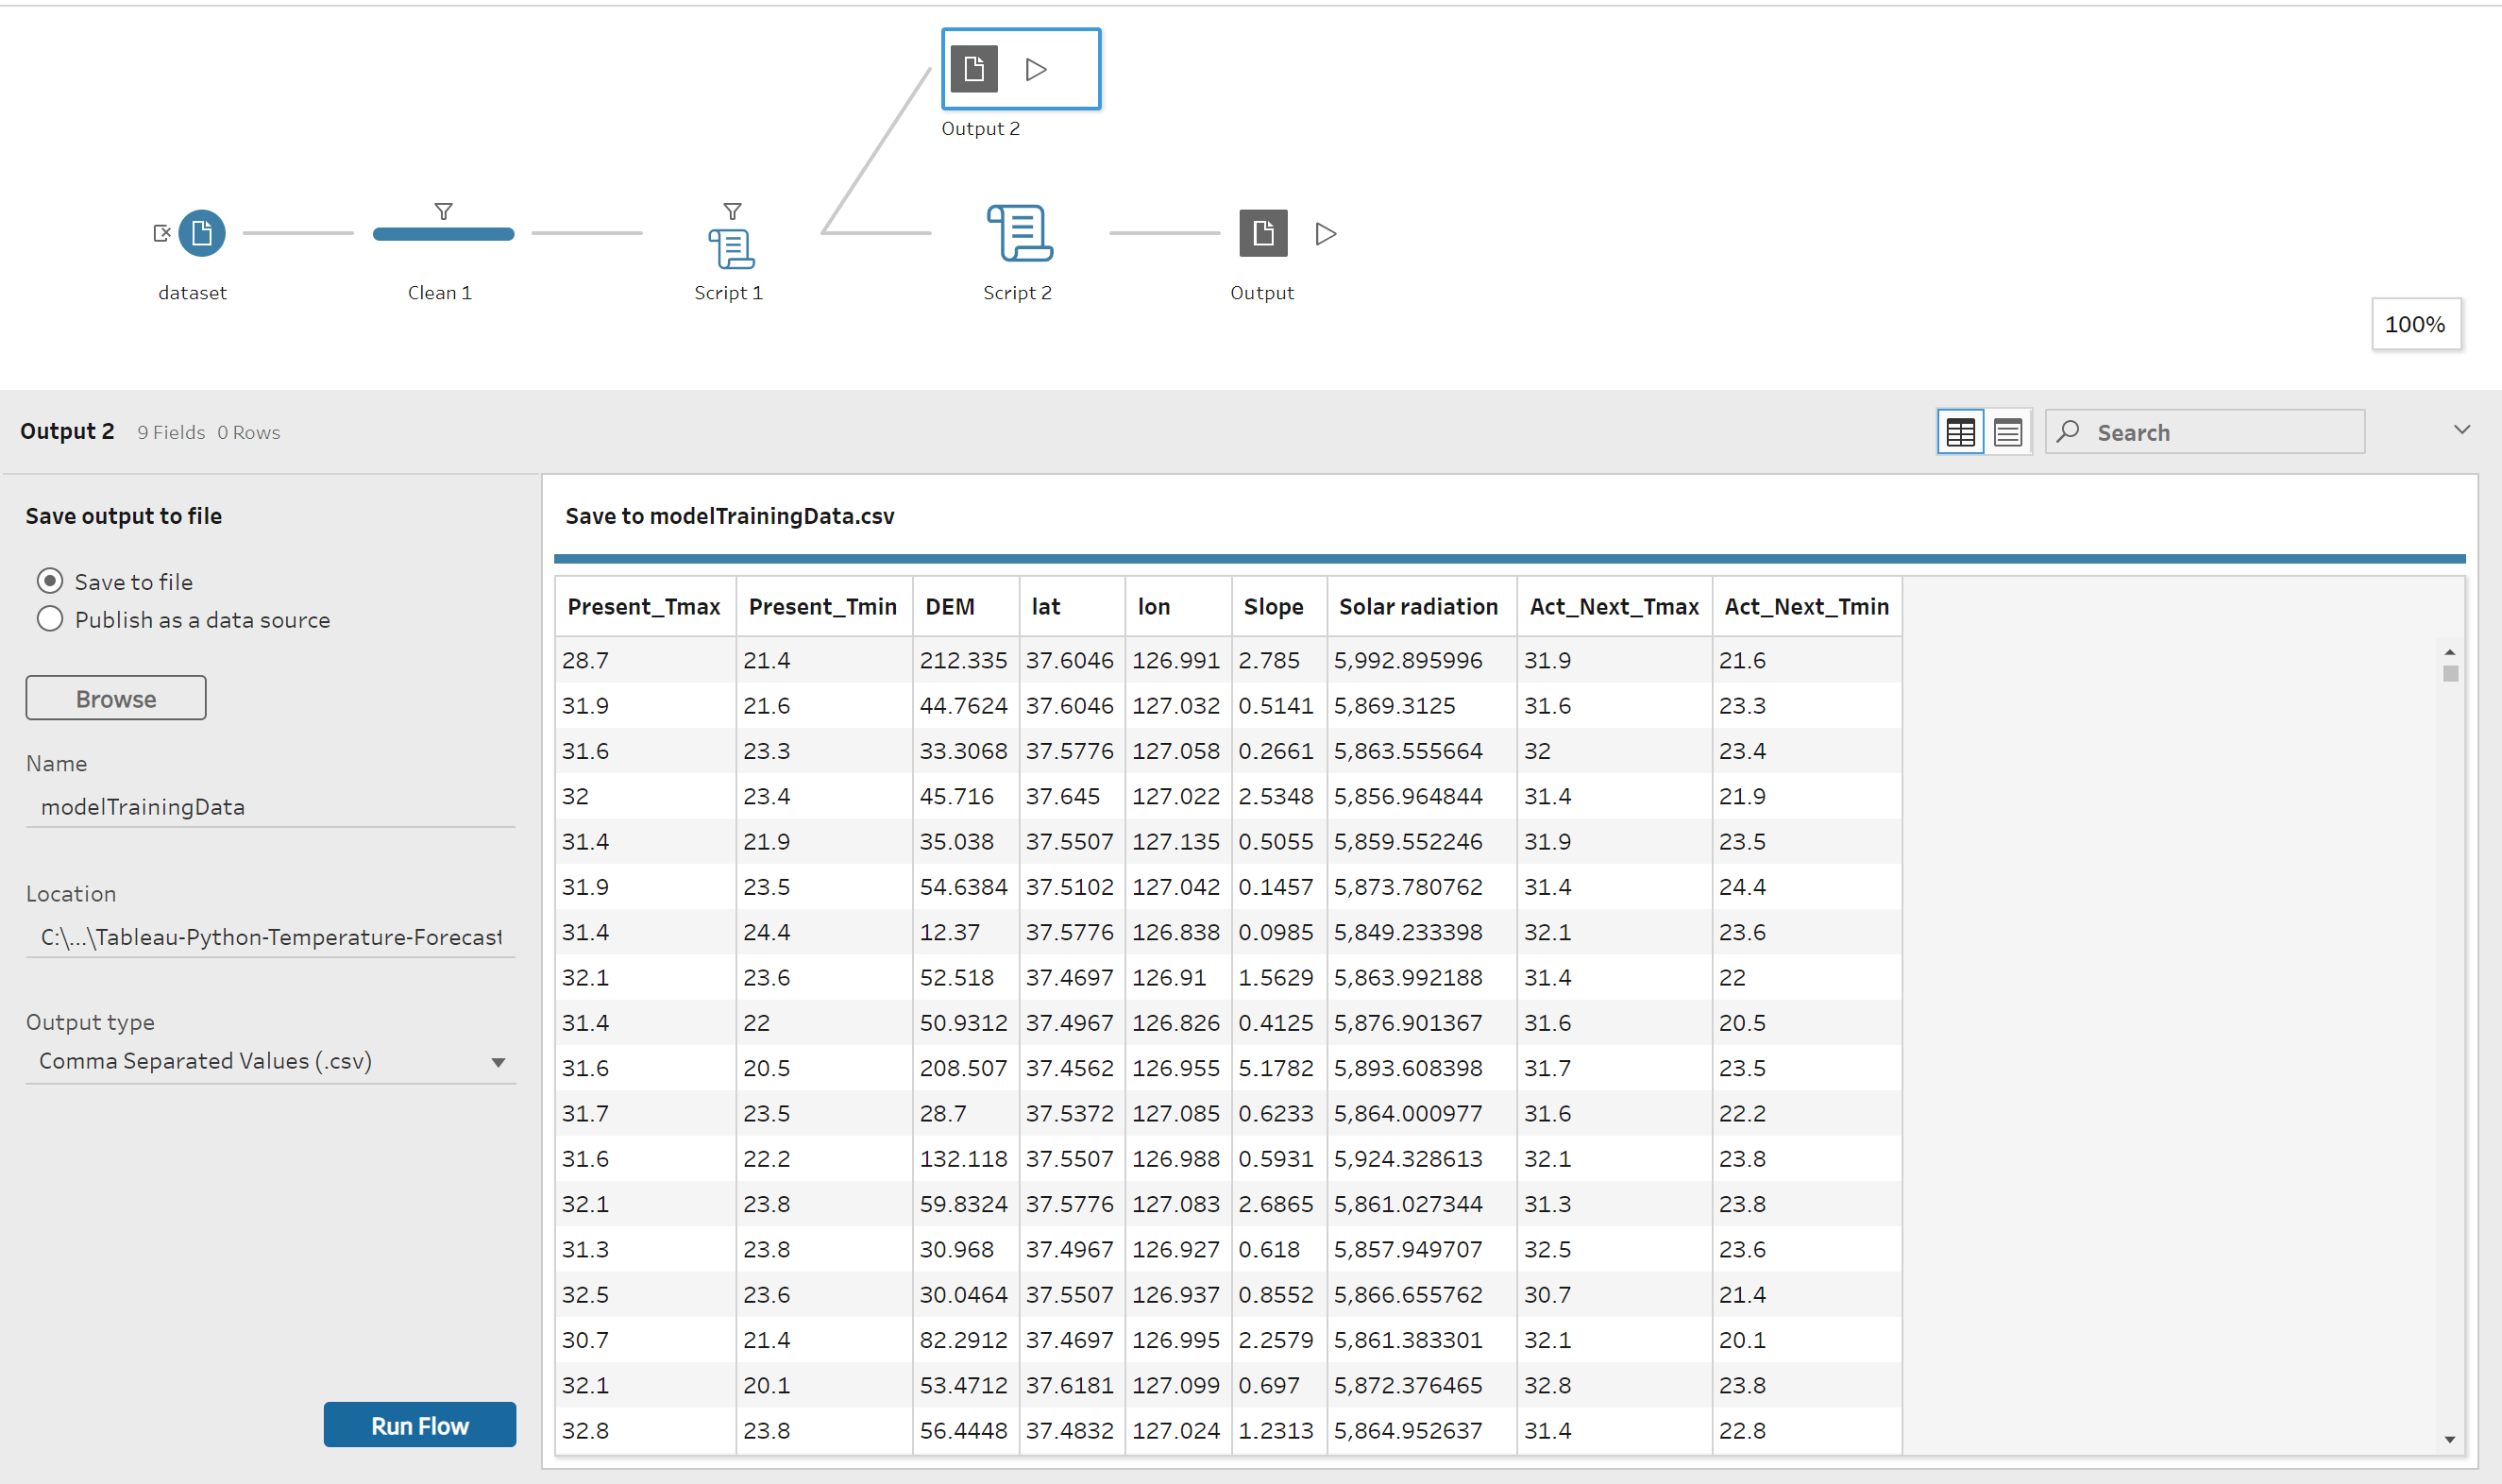 Output 2
dataset
Clean 1
Script 1
Script 2
Output
100%
Output 2 9 Fields 0 Rows
Search
Save output to file
Save to file
Publish as a data source
Browse
Name
modelTrainingData
Location
C:\...\Tableau-Python-Temperature-Forecast
Output type
Comma Separated Values (.csv)
Run Flow
Save to modelTrainingData.csv
Present_Tmax Present_Tmin DEM lat lon Slope Solar radiation Act_Next_Tmax Act_Next_Tmin
28.7 21.4 212.335 37.6046 126.991 2.785 5,992.895996 31.9 21.6
31.9 21.6 44.7624 37.6046 127.032 0.5141 5,869.3125 31.6 23.3
31.6 23.3 33.3068 37.5776 127.058 0.2661 5,863.555664 32 23.4
32 23.4 45.716 37.645 127.022 2.5348 5,856.964844 31.4 21.9
31.4 21.9 35.038 37.5507 127.135 0.5055 5,859.552246 31.9 23.5
31.9 23.5 54.6384 37.5102 127.042 0.1457 5,873.780762 31.4 24.4
31.4 24.4 12.37 37.5776 126.838 0.0985 5,849.233398 32.1 23.6
32.1 23.6 52.518 37.4697 126.91 1.5629 5,863.992188 31.4 22
31.4 22 50.9312 37.4967 126.826 0.4125 5,876.901367 31.6 20.5
31.6 20.5 208.507 37.4562 126.955 5.1782 5,893.608398 31.7 23.5
31.7 23.5 28.7 37.5372 127.085 0.6233 5,864.000977 31.6 22.2
31.6 22.2 132.118 37.5507 126.988 0.5931 5,924.328613 32.1 23.8
32.1 23.8 59.8324 37.5776 127.083 2.6865 5,861.027344 31.3 23.8
31.3 23.8 30.968 37.4967 126.927 0.618 5,857.949707 32.5 23.6
32.5 23.6 30.0464 37.5507 126.937 0.8552 5,866.655762 30.7 21.4
30.7 21.4 82.2912 37.4697 126.995 2.2579 5,861.383301 32.1 20.1
32.1 20.1 53.4712 37.6181 127.099 0.697 5,872.376465 32.8 23.8
32.8 23.8 56.4448 37.4832 127.024 1.2313 5,864.952637 31.4 22.8